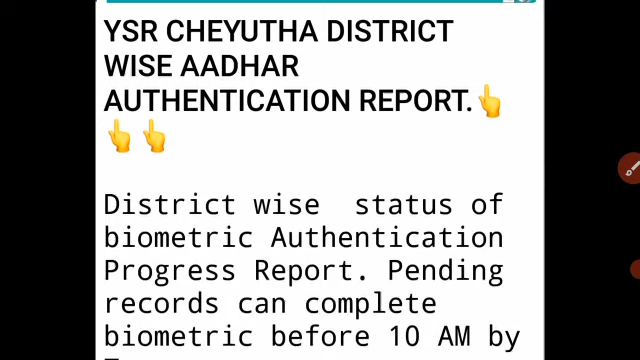 YSR CHEYUTHA DISTRICT
WISE AADHAR
AUTHENTICATION REPORT.👆
👆👆
District wise  status of
biometric Authentication
Progress Report. Pending
records can complete
biometric before 10 AM by